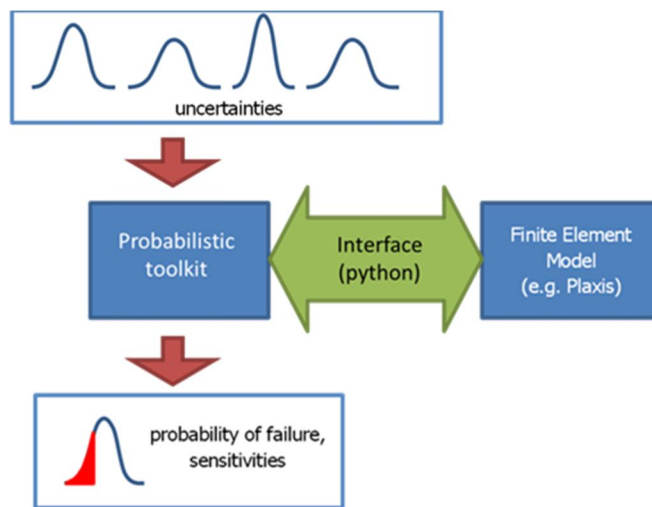 uncertainties
Probabilistic
toolkit
Interface
(python)
Finite Element
Model
(e.g. Plaxis)
probability of failure,
sensitivities